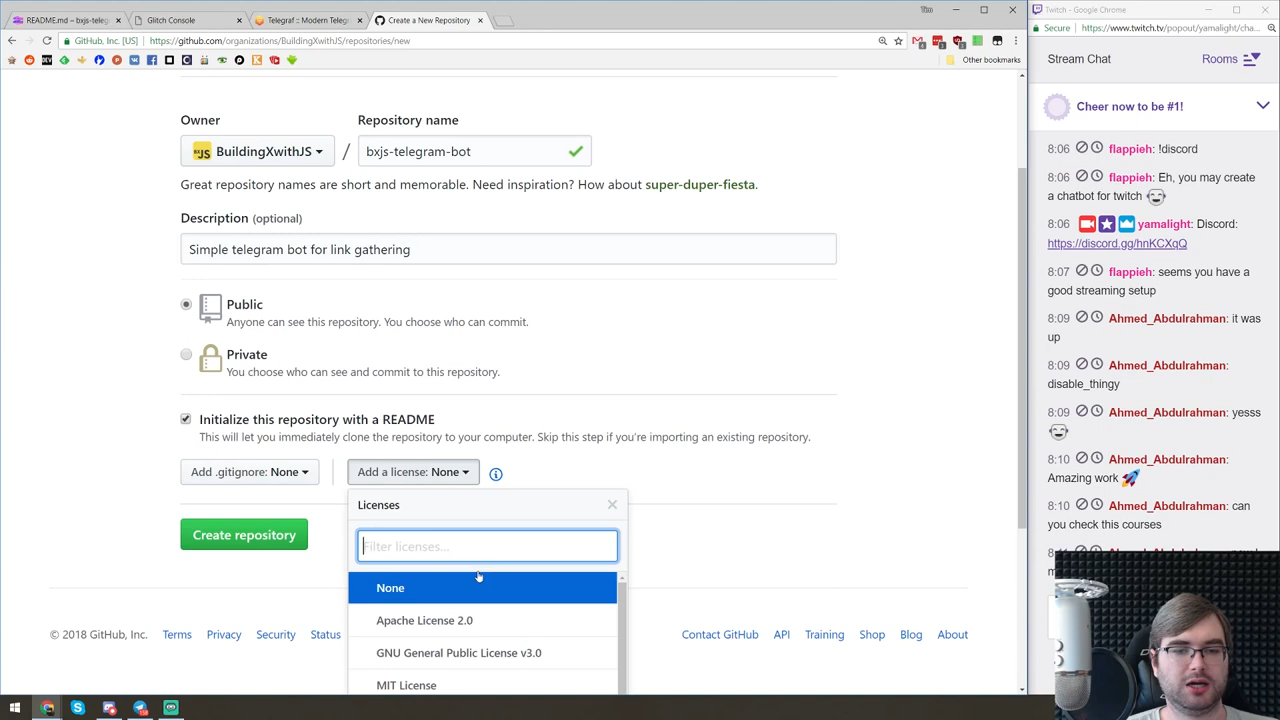 README.md – bxjs-teleg
Glitch Console
Telegraf :: Modern Telegra
Create a New Repository
Tim
GitHub, Inc. [US]
https://github.com/organizations/BuildingXwithJS/repositories/new
Other bookmarks
Owner
Repository name
BuildingXwithJS
/
bxjs-telegram-bot
Great repository names are short and memorable. Need inspiration? How about super-duper-fiesta.
Description (optional)
Simple telegram bot for link gathering
Public
Anyone can see this repository. You choose who can commit.
Private
You choose who can see and commit to this repository.
Initialize this repository with a README
This will let you immediately clone the repository to your computer. Skip this step if you’re importing an existing repository.
Add .gitignore: None
Add a license: None
Licenses
Filter licenses...
Create repository
None
Apache License 2.0
GNU General Public License v3.0
MIT License
© 2018 GitHub, Inc.
Terms
Privacy
Security
Status
Contact GitHub
API
Training
Shop
Blog
About
Twitch - Google Chrome
Secure
https://www.twitch.tv/popout/yamalight/cha...
Stream Chat
Rooms
Cheer now to be #1!
8:06 flappieh: !discord
8:06 flappieh: Eh, you may create
a chatbot for twitch
8:06 yamalight: Discord:
https://discord.gg/hnKCXqQ
8:07 flappieh: seems you have a
good streaming setup
8:09 Ahmed_Abdulrahman: it was
up
8:09 Ahmed_Abdulrahman:
disable_thingy
8:09 Ahmed_Abdulrahman: yesss
8:10 Ahmed_Abdulrahman:
Amazing work
8:10 Ahmed_Abdulrahman: can
you check this courses